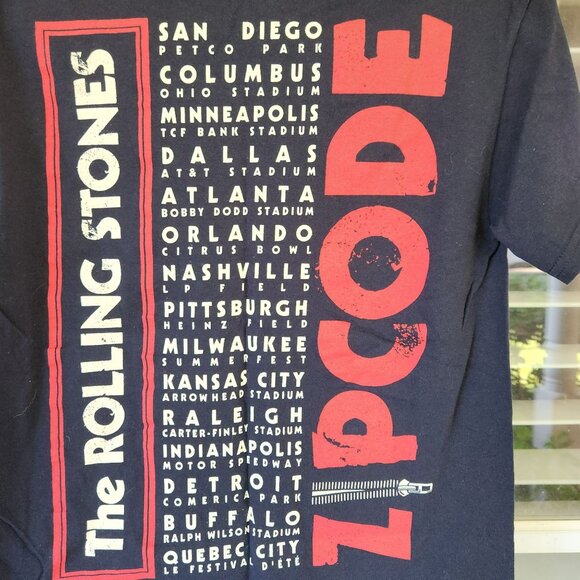 The ROLLING STONES
SAN DIEGO
PETCO PARK
COLUMBUS
OHIO STADIUM
MINNEAPOLIS
TCF BANK STADIUM
DALLAS
AT&T STADIUM
ATLANTA
BOBBY DODD STADIUM
ORLANDO
CITRUS BOWL
NASHVILLE
LP FIELD
PITTSBURGH
HEINZ FIELD
MILWAUKEE
SUMMERFEST
KANSAS CITY
ARROWHEAD STADIUM
RALEIGH
CARTER-FINLEY STADIUM
INDIANAPOLIS
MOTOR SPEEDWAY
DETROIT
COMERICA PARK
BUFFALO
RALPH WILSON STADIUM
QUEBEC CITY
LE FESTIVAL D'ÉTÉ
ZIPCODE